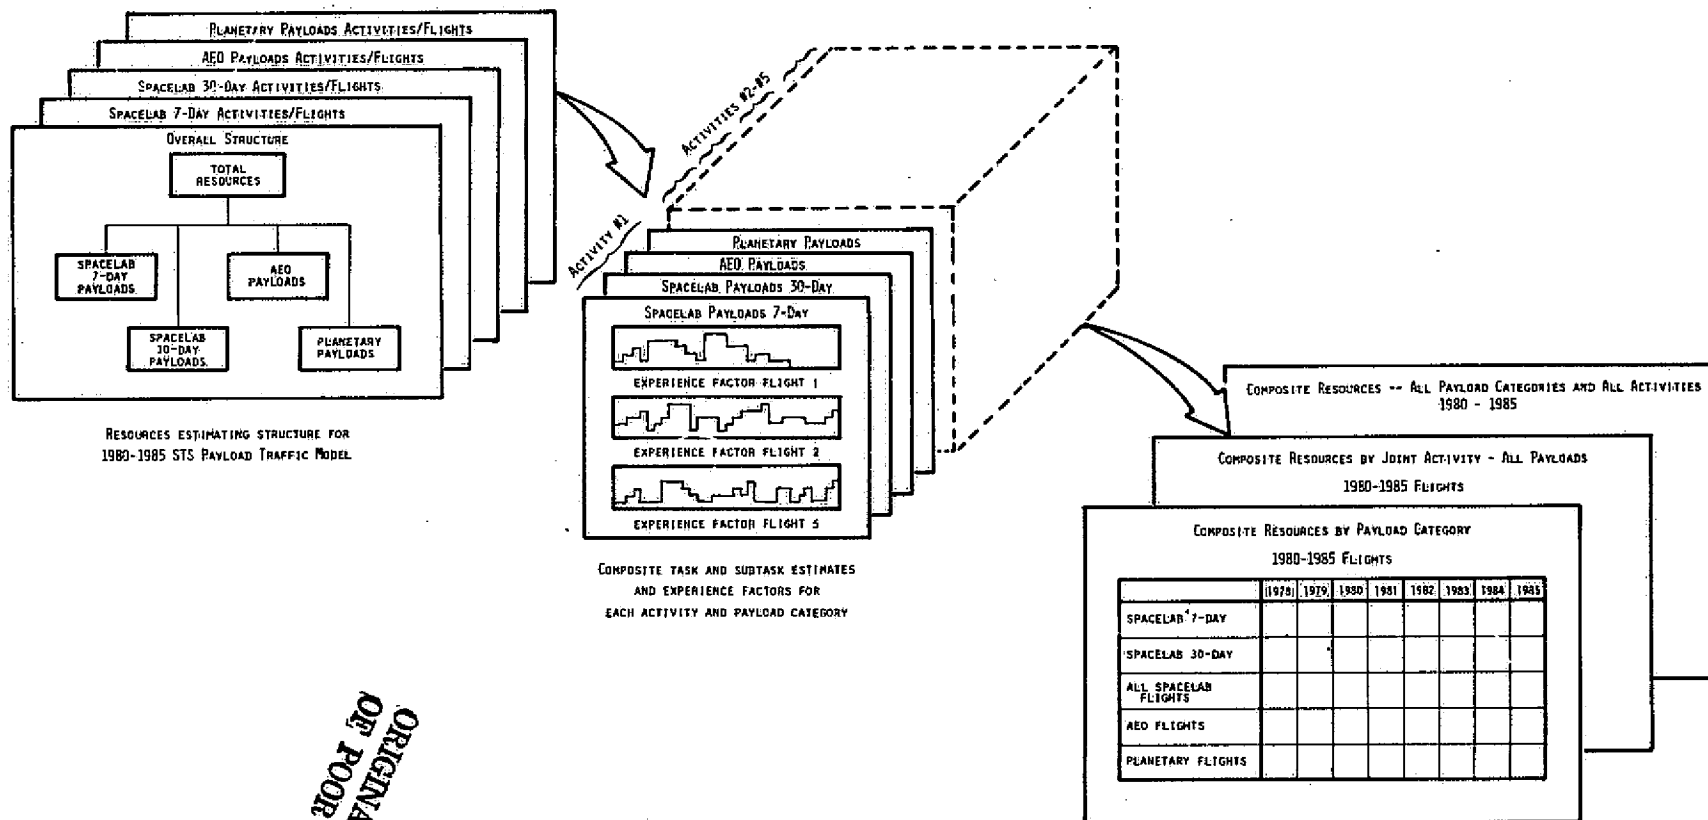 PLANETARY PAYLOADS ACTIVITIES/FLIGHTS
AEO PAYLOADS ACTIVITIES/FLIGHTS
SPACELAB 30-DAY ACTIVITIES/FLIGHTS
SPACELAB 7-DAY ACTIVITIES/FLIGHTS
OVERALL STRUCTURE
TOTAL
RESOURCES
SPACELAB
7-DAY
PAYLOADS
AEO
PAYLOADS
SPACELAB
30-DAY
PAYLOADS
PLANETARY
PAYLOADS
RESOURCES ESTIMATING STRUCTURE FOR
1980-1985 STS PAYLOAD TRAFFIC MODEL
ACTIVITIES #2-#5
ACTIVITY #1
PLANETARY PAYLOADS
AEO PAYLOADS
SPACELAB PAYLOADS 30-DAY
SPACELAB PAYLOADS 7-DAY
EXPERIENCE FACTOR FLIGHT 1
EXPERIENCE FACTOR FLIGHT 2
EXPERIENCE FACTOR FLIGHT 5
COMPOSITE TASK AND SUBTASK ESTIMATES
AND EXPERIENCE FACTORS FOR
EACH ACTIVITY AND PAYLOAD CATEGORY
COMPOSITE RESOURCES -- ALL PAYLOAD CATEGORIES AND ALL ACTIVITIES
1980 - 1985
COMPOSITE RESOURCES BY JOINT ACTIVITY - ALL PAYLOADS
1980-1985 FLIGHTS
COMPOSITE RESOURCES BY PAYLOAD CATEGORY
1980-1985 FLIGHTS
1978 1979 1980 1981 1982 1983 1984 1985
SPACELAB 7-DAY
SPACELAB 30-DAY
ALL SPACELAB
FLIGHTS
AEO FLIGHTS
PLANETARY FLIGHTS
ORIGINA
OF POOR